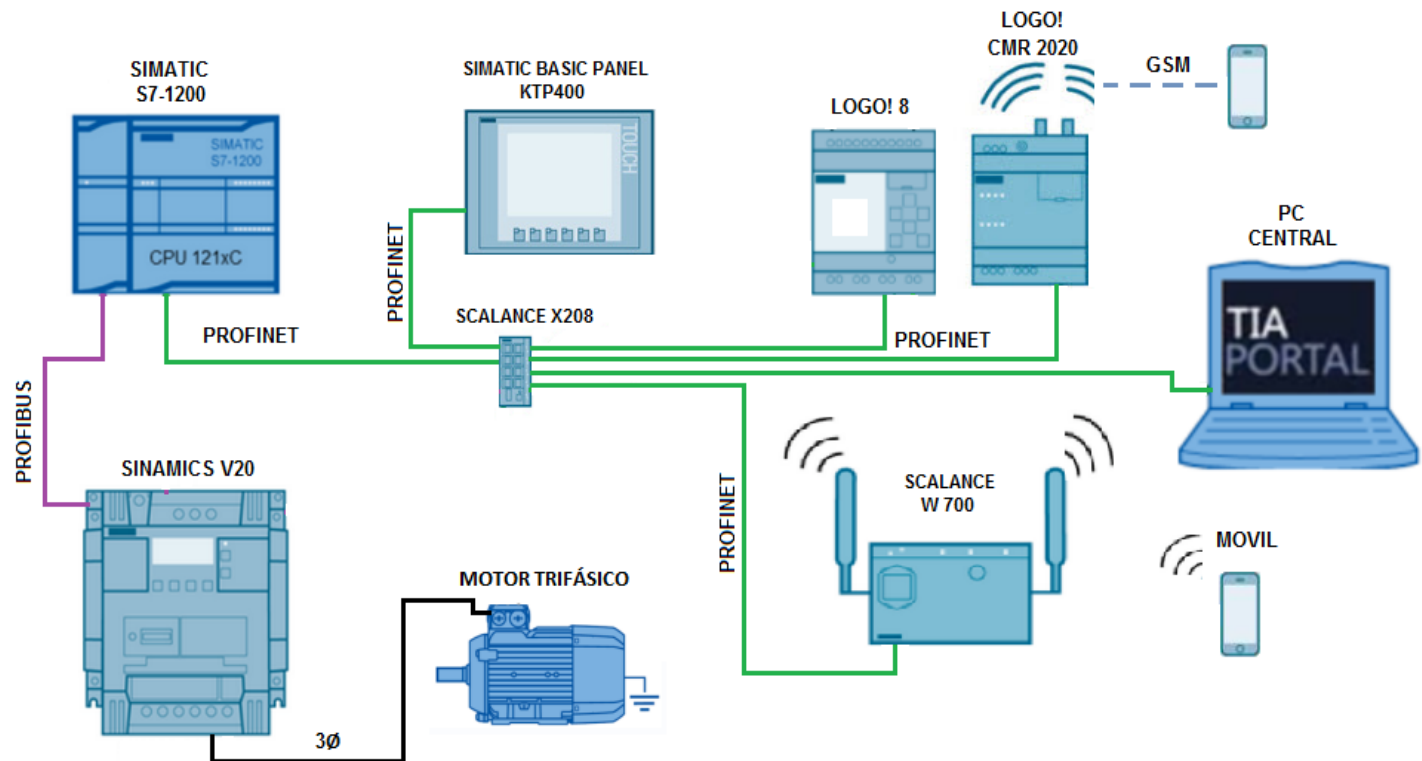 SIMATIC
S7-1200
SIMATIC
S7-1200
CPU 121xC
SIMATIC BASIC PANEL
KTP400
TOUCH
LOGO! 8
LOGO!
CMR 2020
GSM
PC
CENTRAL
TIA
PORTAL
PROFINET
PROFINET
SCALANCE X208
PROFINET
PROFIBUS
SINAMICS V20
MOTOR TRIFÁSICO
3Ø
PROFINET
SCALANCE
W 700
MOVIL